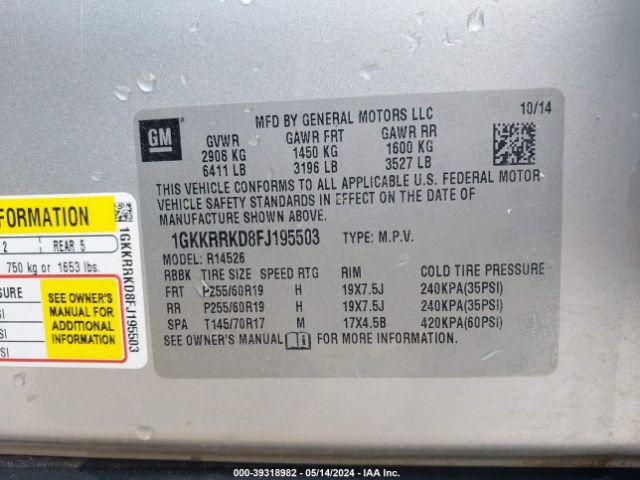 GM
MFD BY GENERAL MOTORS LLC 10/14
GVWR GAWR FRT GAWR RR
2908 KG 1450 KG 1600 KG
6411 LB 3196 LB 3527 LB
THIS VEHICLE CONFORMS TO ALL APPLICABLE U.S. FEDERAL MOTOR
VEHICLE SAFETY STANDARDS IN EFFECT ON THE DATE OF
MANUFACTURE SHOWN ABOVE.
1GKKRRKD8FJ195503 TYPE: M.P.V.
MODEL: R14526
RBBK TIRE SIZE SPEED RTG RIM COLD TIRE PRESSURE
FRT P255/60R19 H 19X7.5J 240KPA(35PSI)
RR P255/60R19 H 19X7.5J 240KPA(35PSI)
SPA T145/70R17 M 17X4.5B 420KPA(60PSI)
SEE OWNER'S MANUAL FOR MORE INFORMATION.
FORMATION
2 REAR 5
750 kg or 1653 lbs.
SURE
SI
SI
SI
SEE OWNER'S
MANUAL FOR
ADDITIONAL
INFORMATION
1GKKRRKD8FJ195503
000-39318982 - 05/14/2024 - IAA Inc.